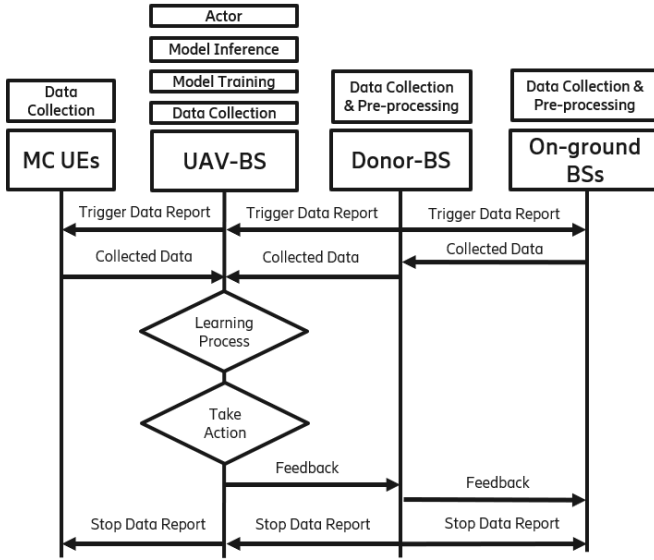 Actor
Model Inference
Model Training
Data Collection
Data
Collection
Data Collection
& Pre-processing
Data Collection &
Pre-processing
MC UEs
UAV-BS
Donor-BS
On-ground
BSs
Trigger Data Report
Trigger Data Report
Trigger Data Report
Collected Data
Collected Data
Collected Data
Learning
Process
Take
Action
Feedback
Feedback
Stop Data Report
Stop Data Report
Stop Data Report